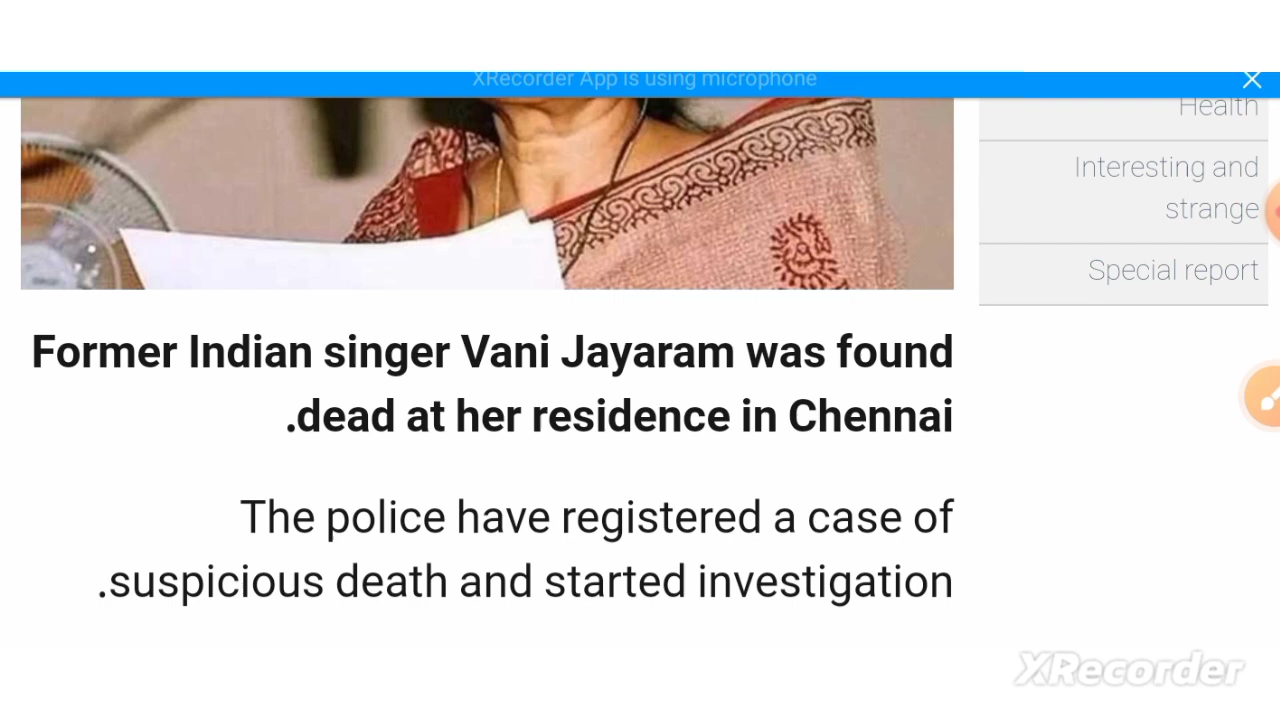 XRecorder App is using microphone
Health
Interesting and
strange
Special report
Former Indian singer Vani Jayaram was found
.dead at her residence in Chennai
The police have registered a case of
.suspicious death and started investigation
XRecorder